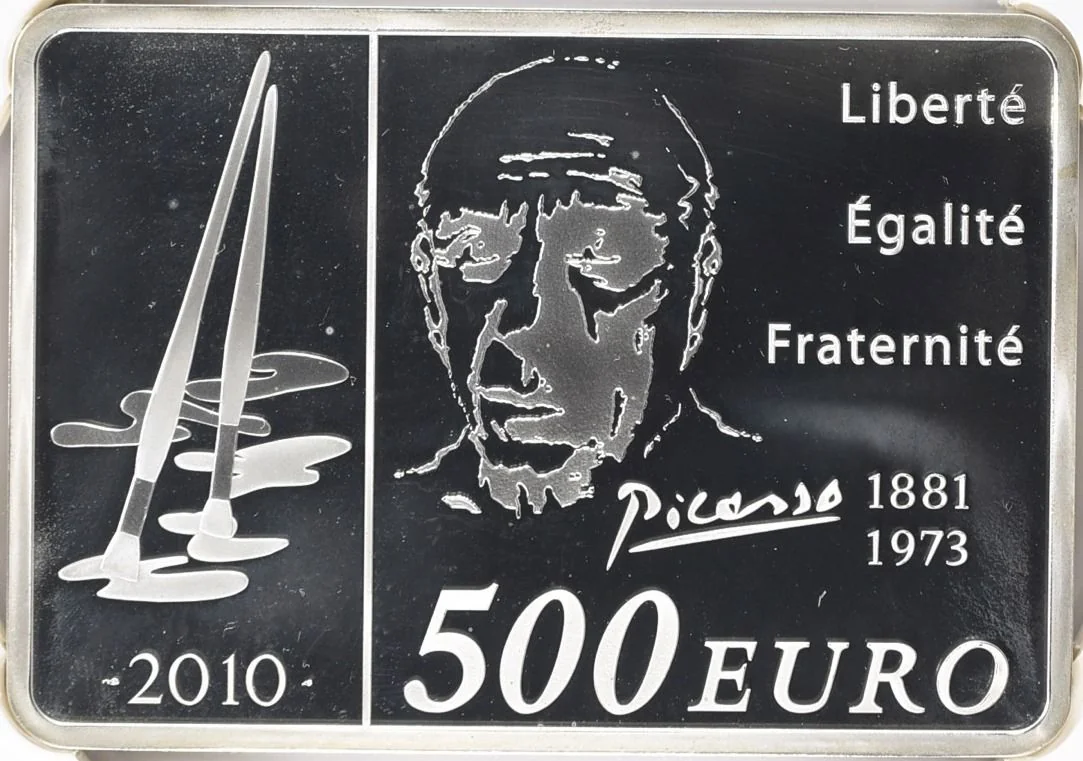 Liberté
Égalité
Fraternité
Picasso 1881
1973
2010
500 EURO